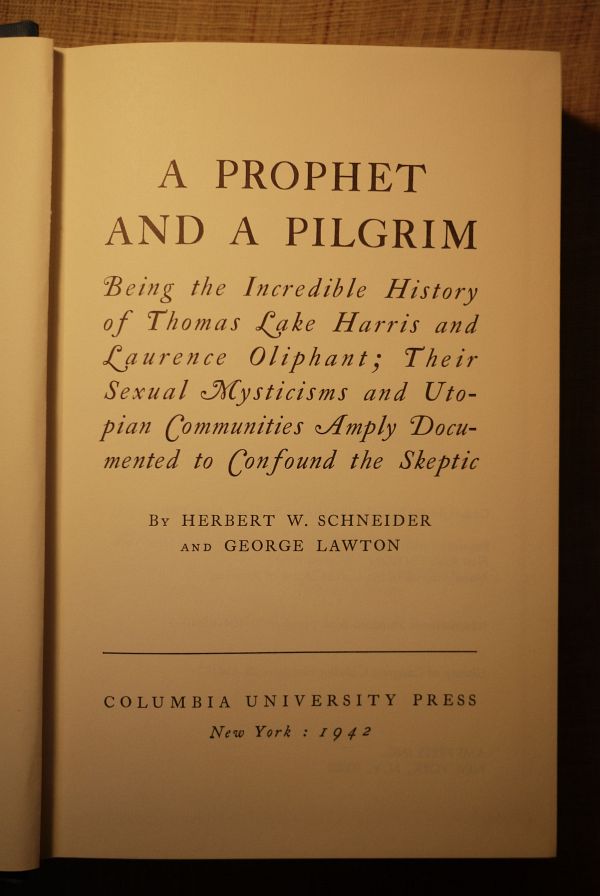 A PROPHET
AND A PILGRIM
Being the Incredible History
of Thomas Lake Harris and
Laurence Oliphant; Their
Sexual Mysticisms and Uto-
pian Communities Amply Docu-
mented to Confound the Skeptic
By HERBERT W. SCHNEIDER
AND GEORGE LAWTON
COLUMBIA UNIVERSITY PRESS
New York : 1942